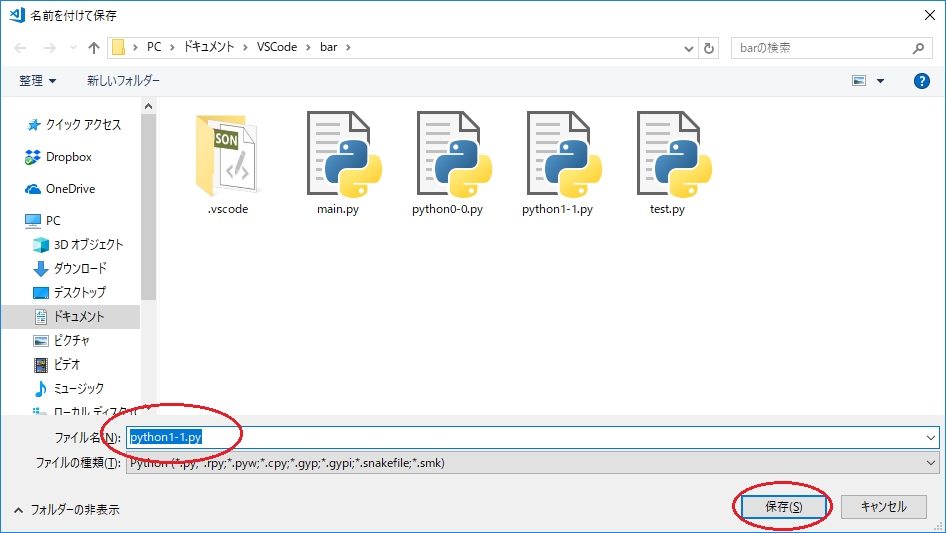 名前を付けて保存
PC > ドキュメント > VSCode > bar >
barの検索
整理
新しいフォルダー
?
クイック アクセス
Dropbox
OneDrive
PC
3D オブジェクト
ダウンロード
デスクトップ
ドキュメント
ピクチャ
ビデオ
ミュージック
ローカル ディスク (
SON
.vscode
main.py
python0-0.py
python1-1.py
test.py
ファイル名(N):
python1-1.py
ファイルの種類(T):
Python (*.py;*.rpy;*.pyw;*.cpy;*.gyp;*.gypi;*.snakefile;*.smk)
フォルダーの非表示
保存(S)
キャンセル